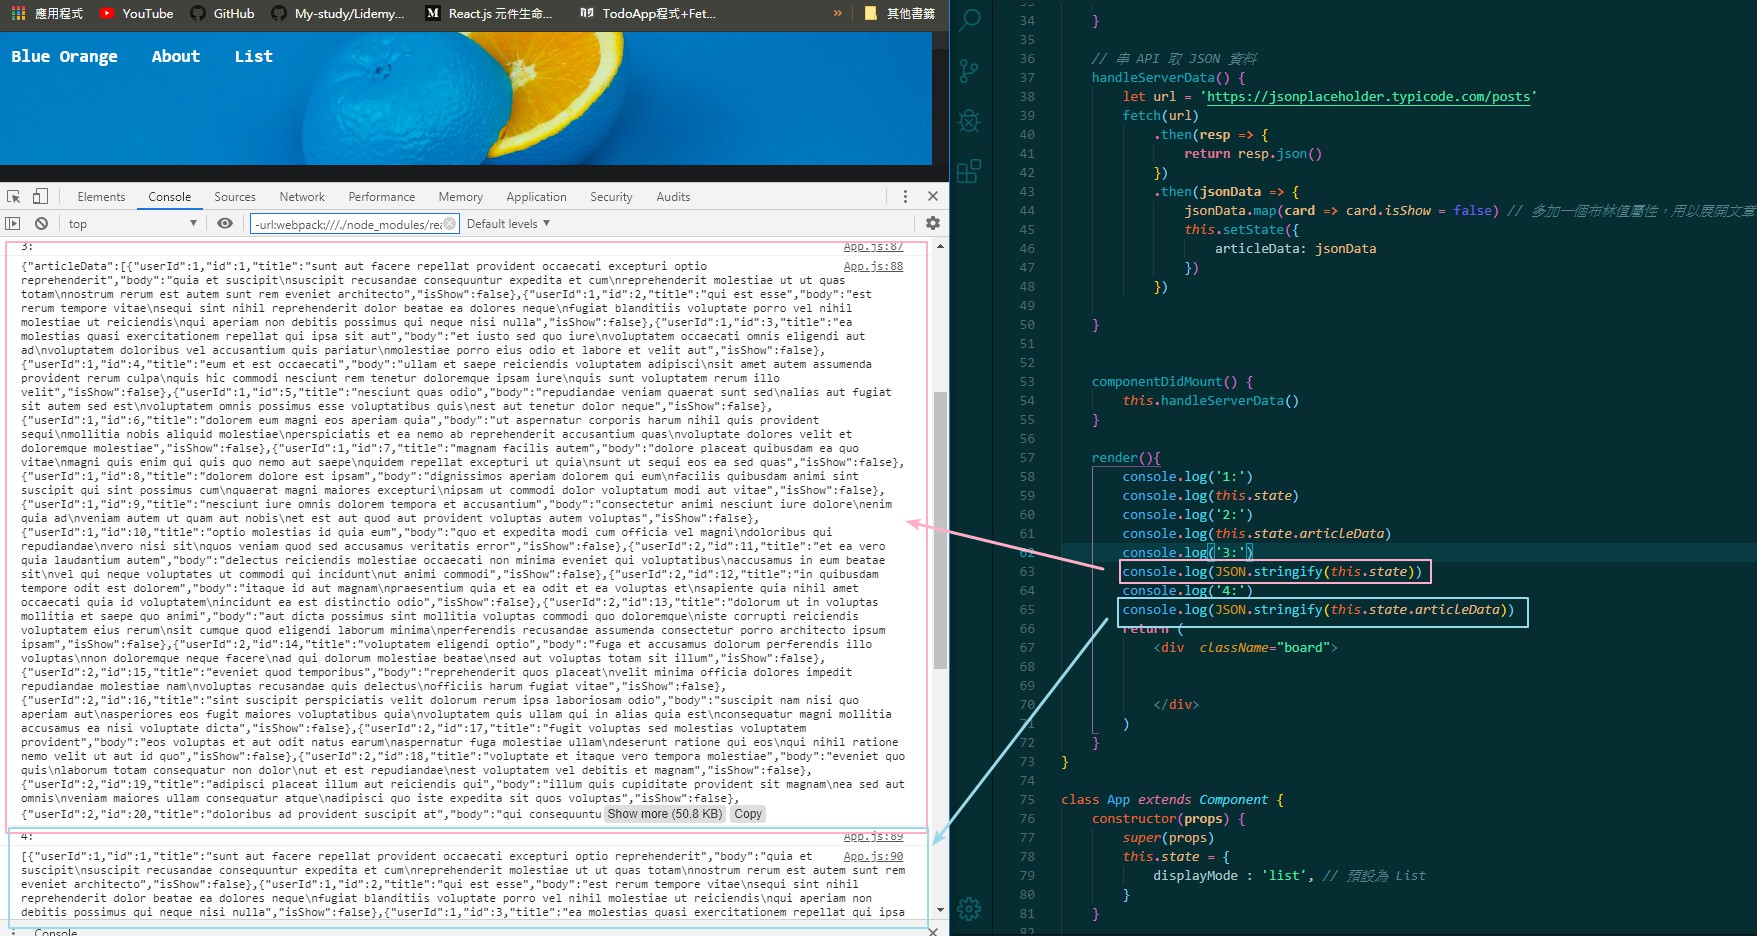 應用程式 YouTube GitHub My-study/Lidemy... React.js 元件生命... TodoApp程式+Fet... » 其他書籤
Blue Orange About List
Elements Console Sources Network Performance Memory Application Security Audits
top -url:webpack:///./node_modules/rea Default levels
3: App.js:87
{"articleData":[{"userId":1,"id":1,"title":"sunt aut facere repellat provident occaecati excepturi optio App.js:88
reprehenderit","body":"quia et suscipit\nsuscipit recusandae consequuntur expedita et cum\nreprehenderit molestiae ut ut quas
totam\nnostrum rerum est autem sunt rem eveniet architecto","isShow":false},{"userId":1,"id":2,"title":"qui est esse","body":"est
rerum tempore vitae\nsequi sint nihil reprehenderit dolor beatae ea dolores neque\nfugiat blanditiis voluptate porro vel nihil
molestiae ut reiciendis\nqui aperiam non debitis possimus qui neque nisi nulla","isShow":false},{"userId":1,"id":3,"title":"ea
molestias quasi exercitationem repellat qui ipsa sit aut","body":"et iusto sed quo iure\nvoluptatem occaecati omnis eligendi aut
ad\nvoluptatem doloribus vel accusantium quis pariatur\nmolestiae porro eius odio et labore et velit aut","isShow":false},
{"userId":1,"id":4,"title":"eum et est occaecati","body":"ullam et saepe reiciendis voluptatem adipisci\nsit amet autem assumenda
provident rerum culpa\nquis hic commodi nesciunt rem tenetur doloremque ipsam iure\nquis sunt voluptatem rerum illo
velit","isShow":false},{"userId":1,"id":5,"title":"nesciunt quas odio","body":"repudiandae veniam quaerat sunt sed\nalias aut fugiat
sit autem sed est\nvoluptatem omnis possimus esse voluptatibus quis\nest aut tenetur dolor neque","isShow":false},
{"userId":1,"id":6,"title":"dolorem eum magni eos aperiam quia","body":"ut aspernatur corporis harum nihil quis provident
sequi\nmollitia nobis aliquid molestiae\nperspiciatis et ea nemo ab reprehenderit accusantium quas\nvoluptate dolores velit et
doloremque molestiae","isShow":false},{"userId":1,"id":7,"title":"magnam facilis autem","body":"dolore placeat quibusdam ea quo
vitae\nmagni quis enim qui quis quo nemo aut saepe\nquidem repellat excepturi ut quia\nsunt ut sequi eos ea sed quas","isShow":false},
{"userId":1,"id":8,"title":"dolorem dolore est ipsam","body":"dignissimos aperiam dolorem qui eum\nfacilis quibusdam animi sint
suscipit qui sint possimus cum\nquaerat magni maiores excepturi\nipsam ut commodi dolor voluptatum modi aut vitae","isShow":false},
{"userId":1,"id":9,"title":"nesciunt iure omnis dolorem tempora et accusantium","body":"consectetur animi nesciunt iure dolore\nenim
quia ad\nveniam autem ut quam aut nobis\net est aut quod aut provident voluptas autem voluptas","isShow":false},
{"userId":1,"id":10,"title":"optio molestias id quia eum","body":"quo et expedita modi cum officia vel magni\ndoloribus qui
repudiandae\nvero nisi sit\nquos veniam quod sed accusamus veritatis error","isShow":false},{"userId":2,"id":11,"title":"et ea vero
quia laudantium autem","body":"delectus reiciendis molestiae occaecati non minima eveniet qui voluptatibus\naccusamus in eum beatae
sit\nvel qui neque voluptates ut commodi qui incidunt\nut animi commodi","isShow":false},{"userId":2,"id":12,"title":"in quibusdam
tempore odit est dolorem","body":"itaque id aut magnam\npraesentium quia et ea odit et ea voluptas et\nsapiente quia nihil amet
occaecati quia id voluptatem\nincidunt ea est distinctio odio","isShow":false},{"userId":2,"id":13,"title":"dolorum ut in voluptas
mollitia et saepe quo animi","body":"aut dicta possimus sint mollitia voluptas commodi quo doloremque\niste corrupti reiciendis
voluptatem eius rerum\nsit cumque quod eligendi laborum minima\nperferendis recusandae assumenda consectetur porro architecto ipsum
ipsam","isShow":false},{"userId":2,"id":14,"title":"voluptatem eligendi optio","body":"fuga et accusamus dolorum perferendis illo
voluptas\nnon doloremque neque facere\nad qui dolorum molestiae beatae\nsed aut voluptas totam sit illum","isShow":false},
{"userId":2,"id":15,"title":"eveniet quod temporibus","body":"reprehenderit quos placeat\nvelit minima officia dolores impedit
repudiandae molestiae nam\nvoluptas recusandae quis delectus\nofficiis harum fugiat vitae","isShow":false},
{"userId":2,"id":16,"title":"sint suscipit perspiciatis velit dolorum rerum ipsa laboriosam odio","body":"suscipit nam nisi quo
aperiam aut\nasperiores eos fugit maiores voluptatibus quia\nvoluptatem quis ullam qui in alias quia est\nconsequatur magni mollitia
accusamus ea nisi voluptate dicta","isShow":false},{"userId":2,"id":17,"title":"fugit voluptas sed molestias voluptatem
provident","body":"eos voluptas et aut odit natus earum\naspernatur fuga molestiae ullam\ndeserunt ratione qui eos\nqui nihil ratione
nemo velit ut aut id quo","isShow":false},{"userId":2,"id":18,"title":"voluptate et itaque vero tempora molestiae","body":"eveniet quo
quis\nlaborum totam consequatur non dolor\nut et est repudiandae\nest voluptatem vel debitis et magnam","isShow":false},
{"userId":2,"id":19,"title":"adipisci placeat illum aut reiciendis qui","body":"illum quis cupiditate provident sit magnam\nea sed aut
omnis\nveniam maiores ullam consequatur atque\nadipisci quo iste expedita sit quos voluptas","isShow":false},
{"userId":2,"id":20,"title":"doloribus ad provident suscipit at","body":"qui consequuntu Show more (50.8 KB) Copy
4: App.js:89
[{"userId":1,"id":1,"title":"sunt aut facere repellat provident occaecati excepturi optio reprehenderit","body":"quia et App.js:90
suscipit\nsuscipit recusandae consequuntur expedita et cum\nreprehenderit molestiae ut ut quas totam\nnostrum rerum est autem sunt rem
eveniet architecto","isShow":false},{"userId":1,"id":2,"title":"qui est esse","body":"est rerum tempore vitae\nsequi sint nihil
reprehenderit dolor beatae ea dolores neque\nfugiat blanditiis voluptate porro vel nihil molestiae ut reiciendis\nqui aperiam non
debitis possimus qui neque nisi nulla","isShow":false},{"userId":1,"id":3,"title":"ea molestias quasi exercitationem repellat qui ipsa
Console
34 }
35
36 // 串 API 取 JSON 資料
37 handleServerData() {
38 let url = 'https://jsonplaceholder.typicode.com/posts'
39 fetch(url)
40 .then(resp => {
41 return resp.json()
42 })
43 .then(jsonData => {
44 jsonData.map(card => card.isShow = false) // 多加一個布林值屬性，用以展開文章
45 this.setState({
46 articleData: jsonData
47 })
48 })
49
50 }
51
52
53 componentDidMount() {
54 this.handleServerData()
55 }
56
57 render(){
58 console.log('1:')
59 console.log(this.state)
60 console.log('2:')
61 console.log(this.state.articleData)
62 console.log('3:')
63 console.log(JSON.stringify(this.state))
64 console.log('4:')
65 console.log(JSON.stringify(this.state.articleData))
66 return (
67 <div className="board">
68
69
70 </div>
71 )
72 }
73 }
74
75 class App extends Component {
76 constructor(props) {
77 super(props)
78 this.state = {
79 displayMode : 'list', // 預設為 List
80 }
81 }
82